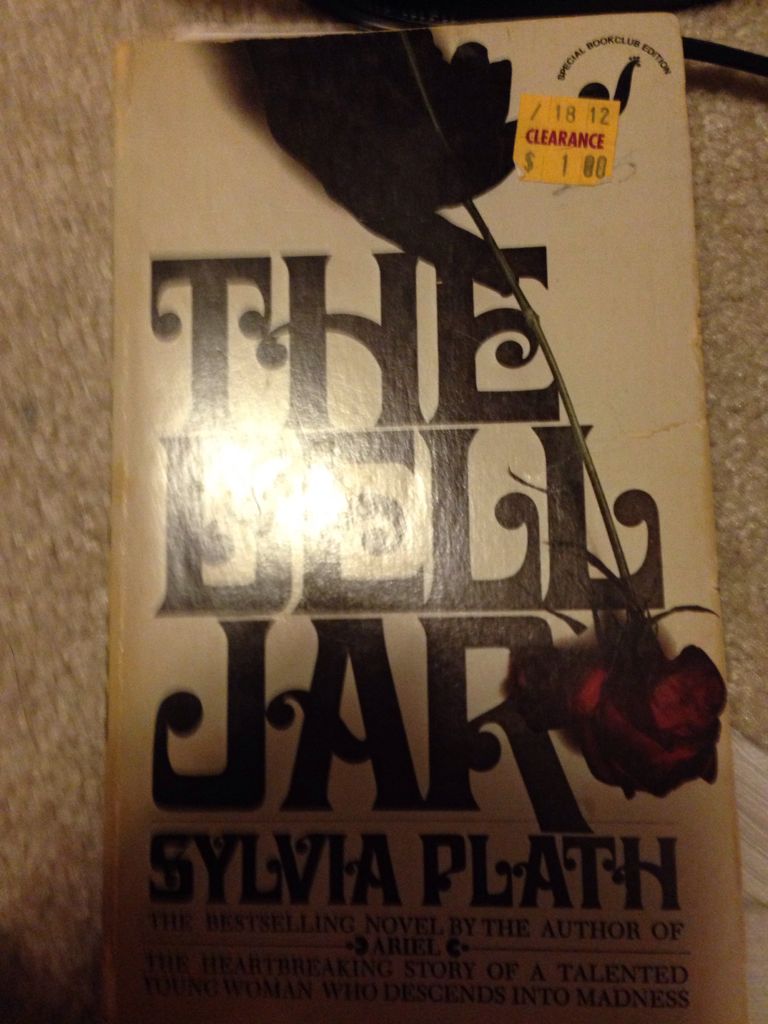 SPECIAL BOOKCLUB EDITION
/ 18 12
CLEARANCE
$ 1 00
THE
BELL
JAR
SYLVIA PLATH
THE BESTSELLING NOVEL BY THE AUTHOR OF
ARIEL
THE HEARTBREAKING STORY OF A TALENTED
YOUNG WOMAN WHO DESCENDS INTO MADNESS